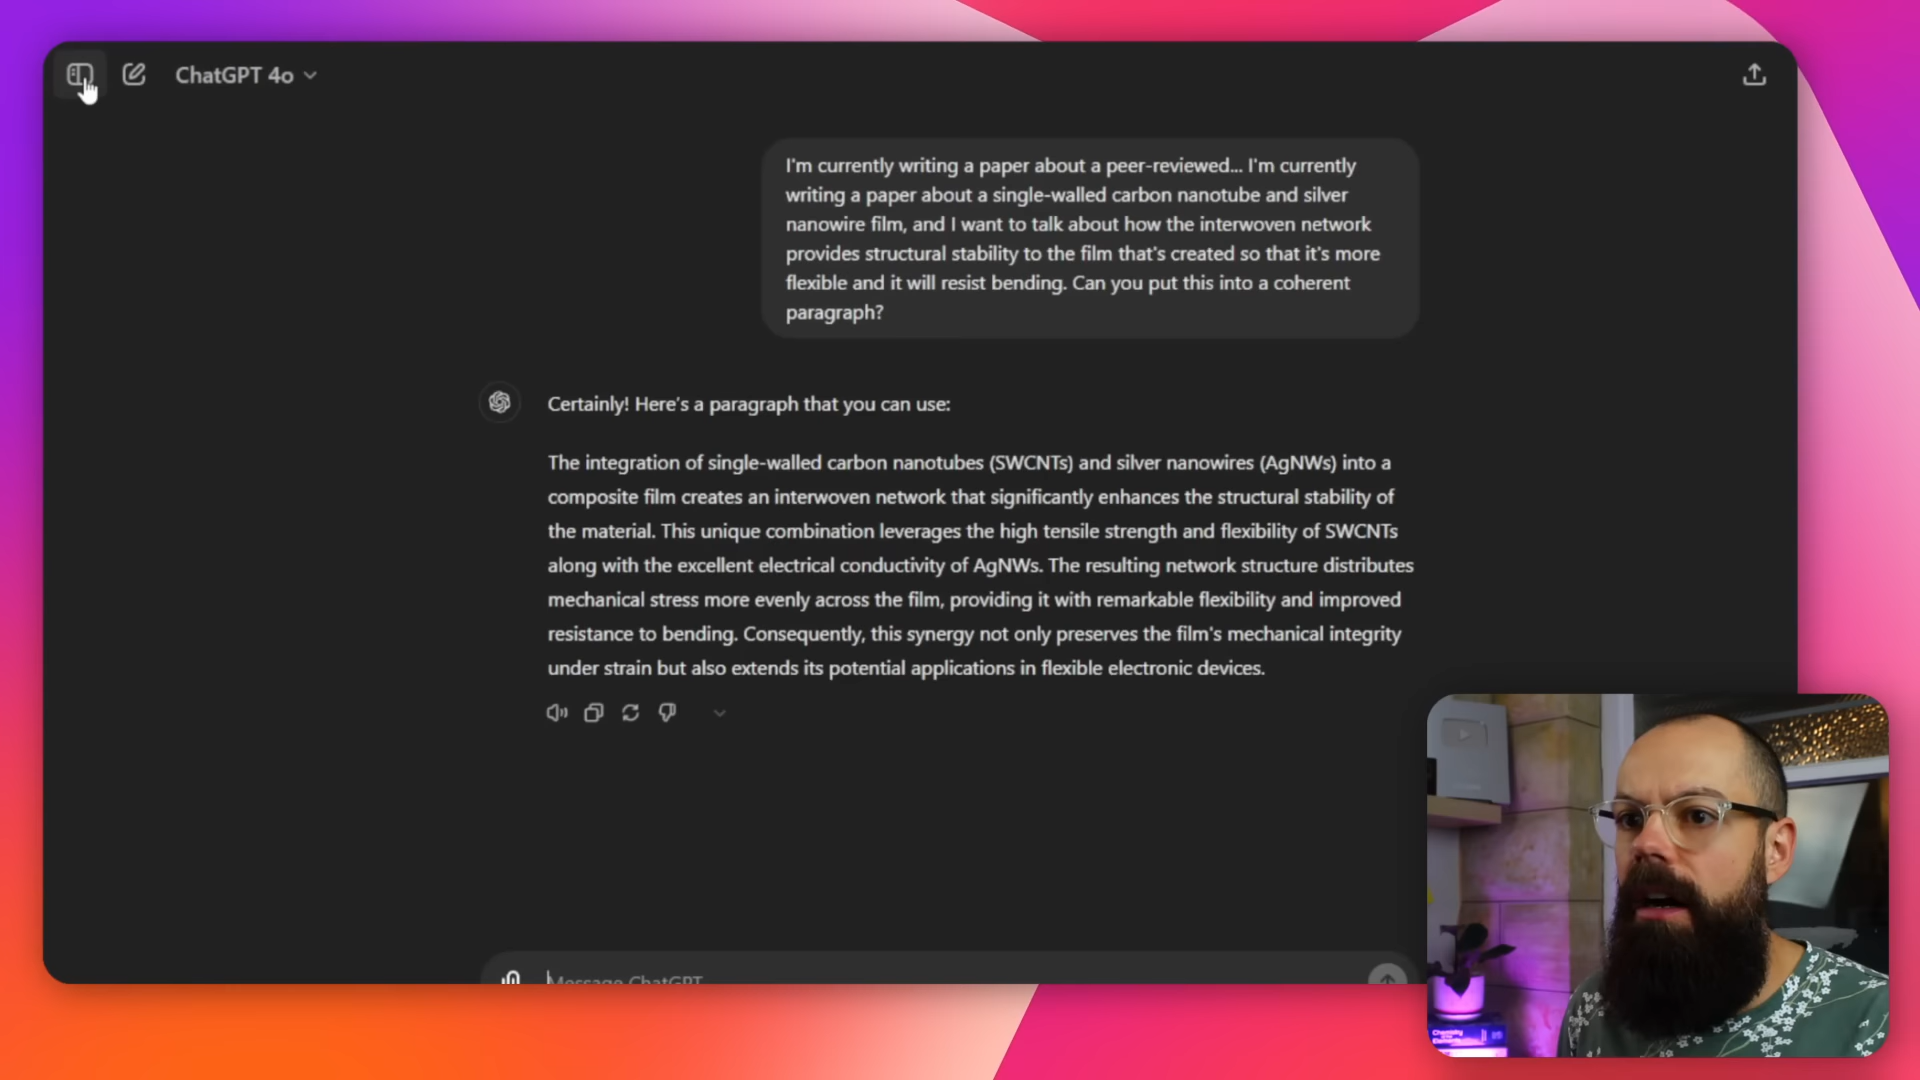 ChatGPT 4o
I'm currently writing a paper about a peer-reviewed... I'm currently
writing a paper about a single-walled carbon nanotube and silver
nanowire film, and I want to talk about how the interwoven network
provides structural stability to the film that's created so that it's more
flexible and it will resist bending. Can you put this into a coherent
paragraph?
Certainly! Here's a paragraph that you can use:
The integration of single-walled carbon nanotubes (SWCNTs) and silver nanowires (AgNWs) into a
composite film creates an interwoven network that significantly enhances the structural stability of
the material. This unique combination leverages the high tensile strength and flexibility of SWCNTs
along with the excellent electrical conductivity of AgNWs. The resulting network structure distributes
mechanical stress more evenly across the film, providing it with remarkable flexibility and improved
resistance to bending. Consequently, this synergy not only preserves the film's mechanical integrity
under strain but also extends its potential applications in flexible electronic devices.
Message ChatGPT
Chemistry
Elements